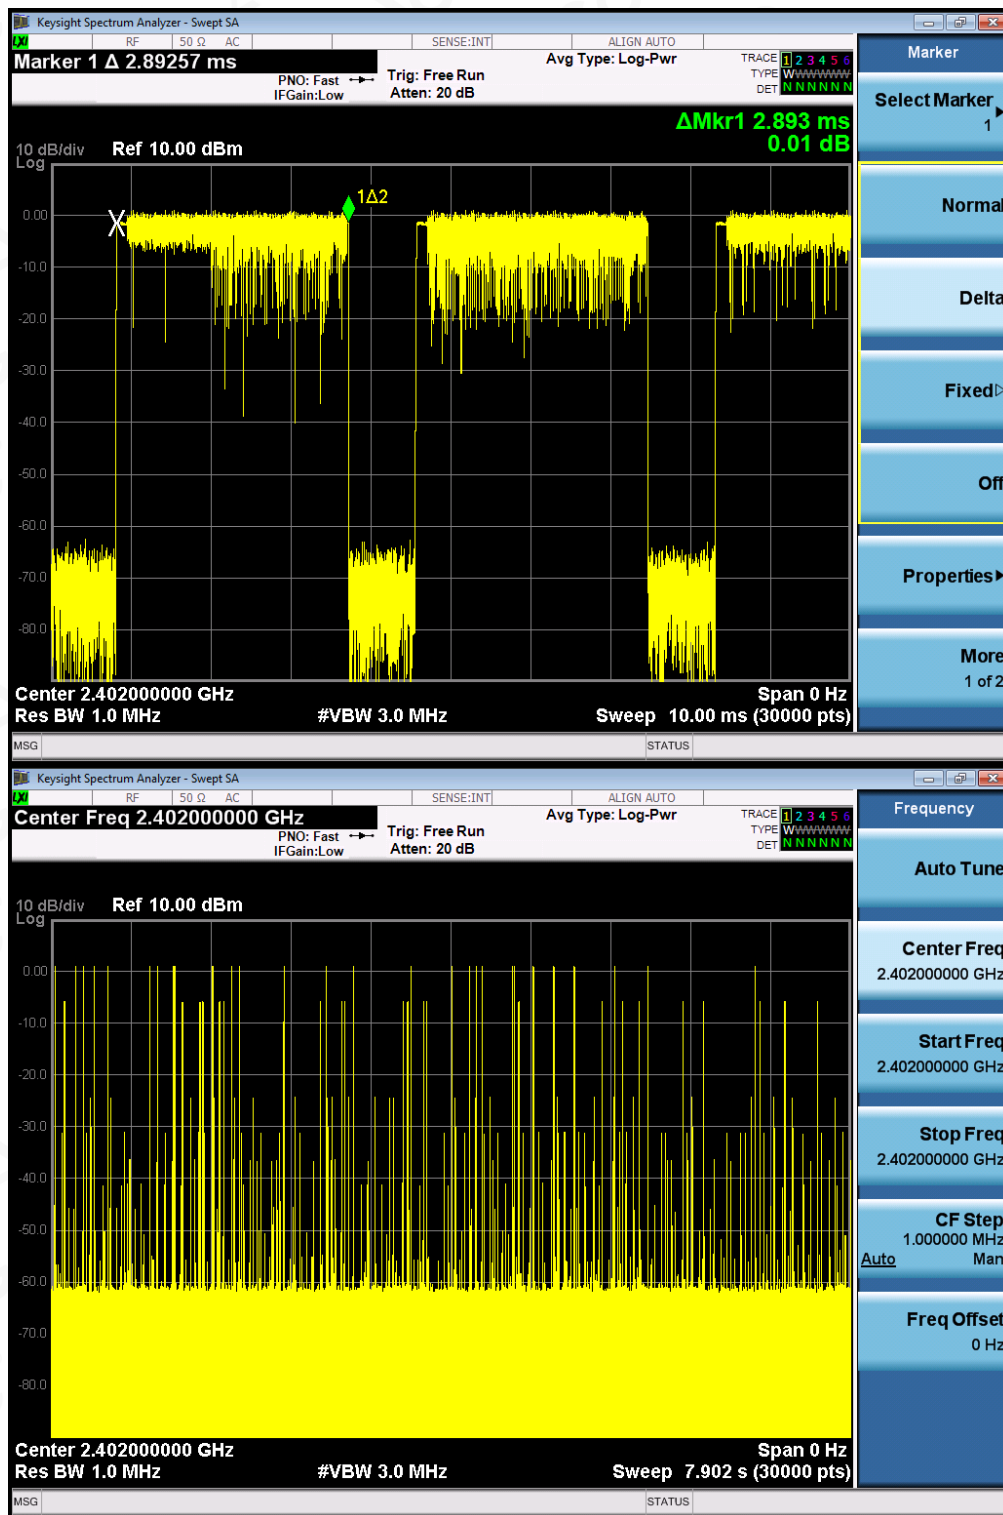 Keysight Spectrum Analyzer - Swept SA
LXI RF 50 Ω AC SENSE:INT ALIGN AUTO
Marker 1 Δ 2.89257 ms
PNO: Fast
IFGain:Low
Trig: Free Run
Atten: 20 dB
Avg Type: Log-Pwr
TRACE 1 2 3 4 5 6
TYPE W
DET N N N N N N
ΔMkr1 2.893 ms
0.01 dB
10 dB/div Ref 10.00 dBm
Log
0.00
-10.0
-20.0
-30.0
-40.0
-50.0
-60.0
-70.0
-80.0
X
1Δ2
Center 2.402000000 GHz
Span 0 Hz
Res BW 1.0 MHz
#VBW 3.0 MHz
Sweep 10.00 ms (30000 pts)
MSG
STATUS
Marker
Select Marker
1
Normal
Delta
Fixed
Off
Properties
More
1 of 2
Keysight Spectrum Analyzer - Swept SA
LXI RF 50 Ω AC SENSE:INT ALIGN AUTO
Center Freq 2.402000000 GHz
PNO: Fast
IFGain:Low
Trig: Free Run
Atten: 20 dB
Avg Type: Log-Pwr
TRACE 1 2 3 4 5 6
TYPE W
DET N N N N N N
10 dB/div Ref 10.00 dBm
Log
0.00
-10.0
-20.0
-30.0
-40.0
-50.0
-60.0
-70.0
-80.0
Center 2.402000000 GHz
Span 0 Hz
Res BW 1.0 MHz
#VBW 3.0 MHz
Sweep 7.902 s (30000 pts)
MSG
STATUS
Frequency
Auto Tune
Center Freq
2.402000000 GHz
Start Freq
2.402000000 GHz
Stop Freq
2.402000000 GHz
CF Step
1.000000 MHz
Auto Man
Freq Offset
0 Hz